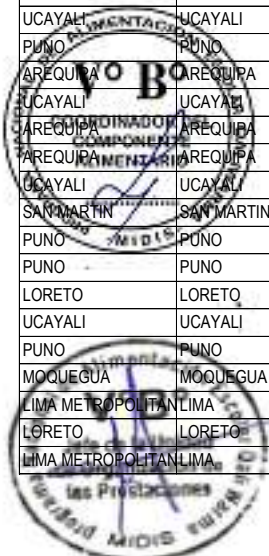 UCAYALI UCAYALI
PUNO PUNO
AREQUIPA AREQUIPA
UCAYALI UCAYALI
AREQUIPA AREQUIPA
AREQUIPA AREQUIPA
UCAYALI UCAYALI
SAN MARTIN SAN MARTIN
PUNO PUNO
PUNO PUNO
LORETO LORETO
UCAYALI UCAYALI
PUNO PUNO
MOQUEGUA MOQUEGUA
LIMA METROPOLITAN LIMA
LORETO LORETO
LIMA METROPOLITAN LIMA
V° B°
COORDINADOR DEL
COMPONENTE
ALIMENTARIO
MIDIS
las Prestaciones
MIDIS